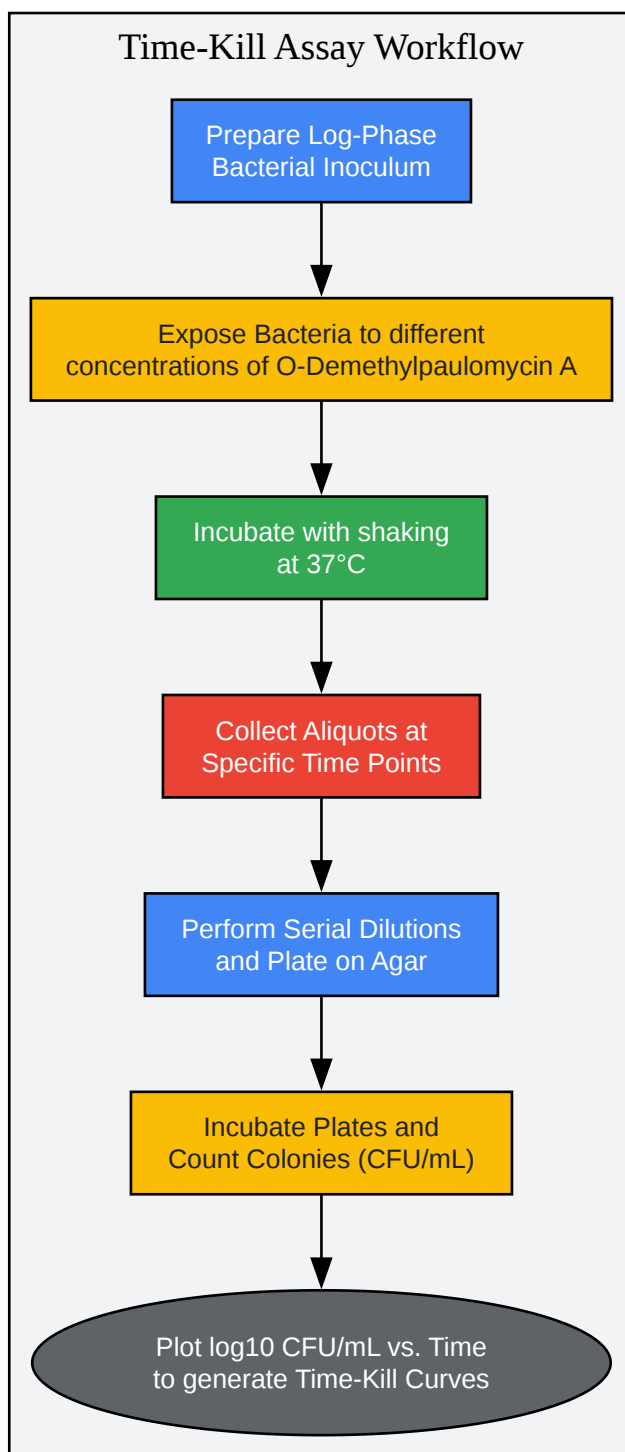 Time-Kill Assay Workflow
Prepare Log-Phase
Bacterial Inoculum
Expose Bacteria to different
concentrations of O-Demethylpaulomycin A
Incubate with shaking
at 37°C
Collect Aliquots at
Specific Time Points
Perform Serial Dilutions
and Plate on Agar
Incubate Plates and
Count Colonies (CFU/mL)
Plot log10 CFU/mL vs. Time
to generate Time-Kill Curves